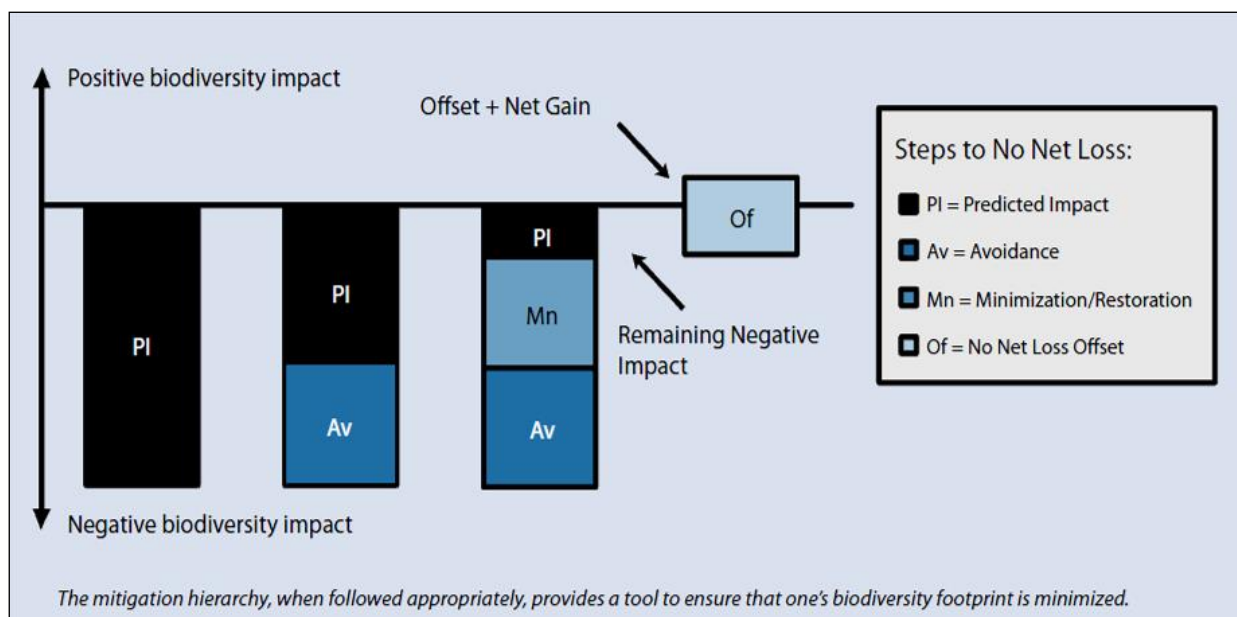 Positive biodiversity impact
Offset + Net Gain
Steps to No Net Loss:
PI = Predicted Impact
Av = Avoidance
Mn = Minimization/Restoration
Of = No Net Loss Offset
Of
PI
PI
PI
Mn
Av
Av
Remaining Negative
Impact
Negative biodiversity impact
The mitigation hierarchy, when followed appropriately, provides a tool to ensure that one's biodiversity footprint is minimized.